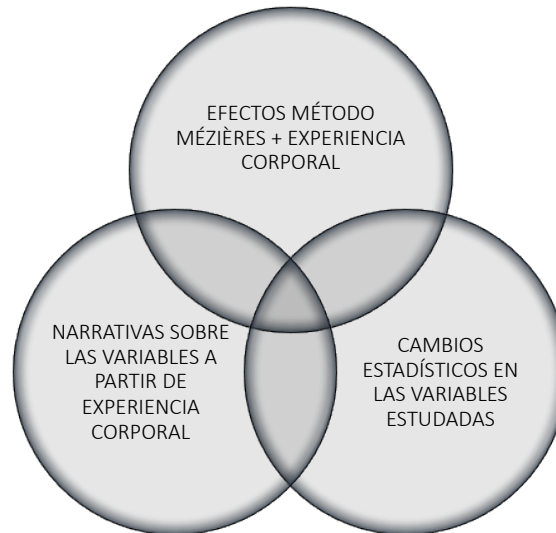 EFECTOS MÉTODO
MÉZIÈRES + EXPERIENCIA
CORPORAL
NARRATIVAS SOBRE
LAS VARIABLES A
PARTIR DE
EXPERIENCIA
CORPORAL
CAMBIOS
ESTADÍSTICOS EN
LAS VARIABLES
ESTUDADAS